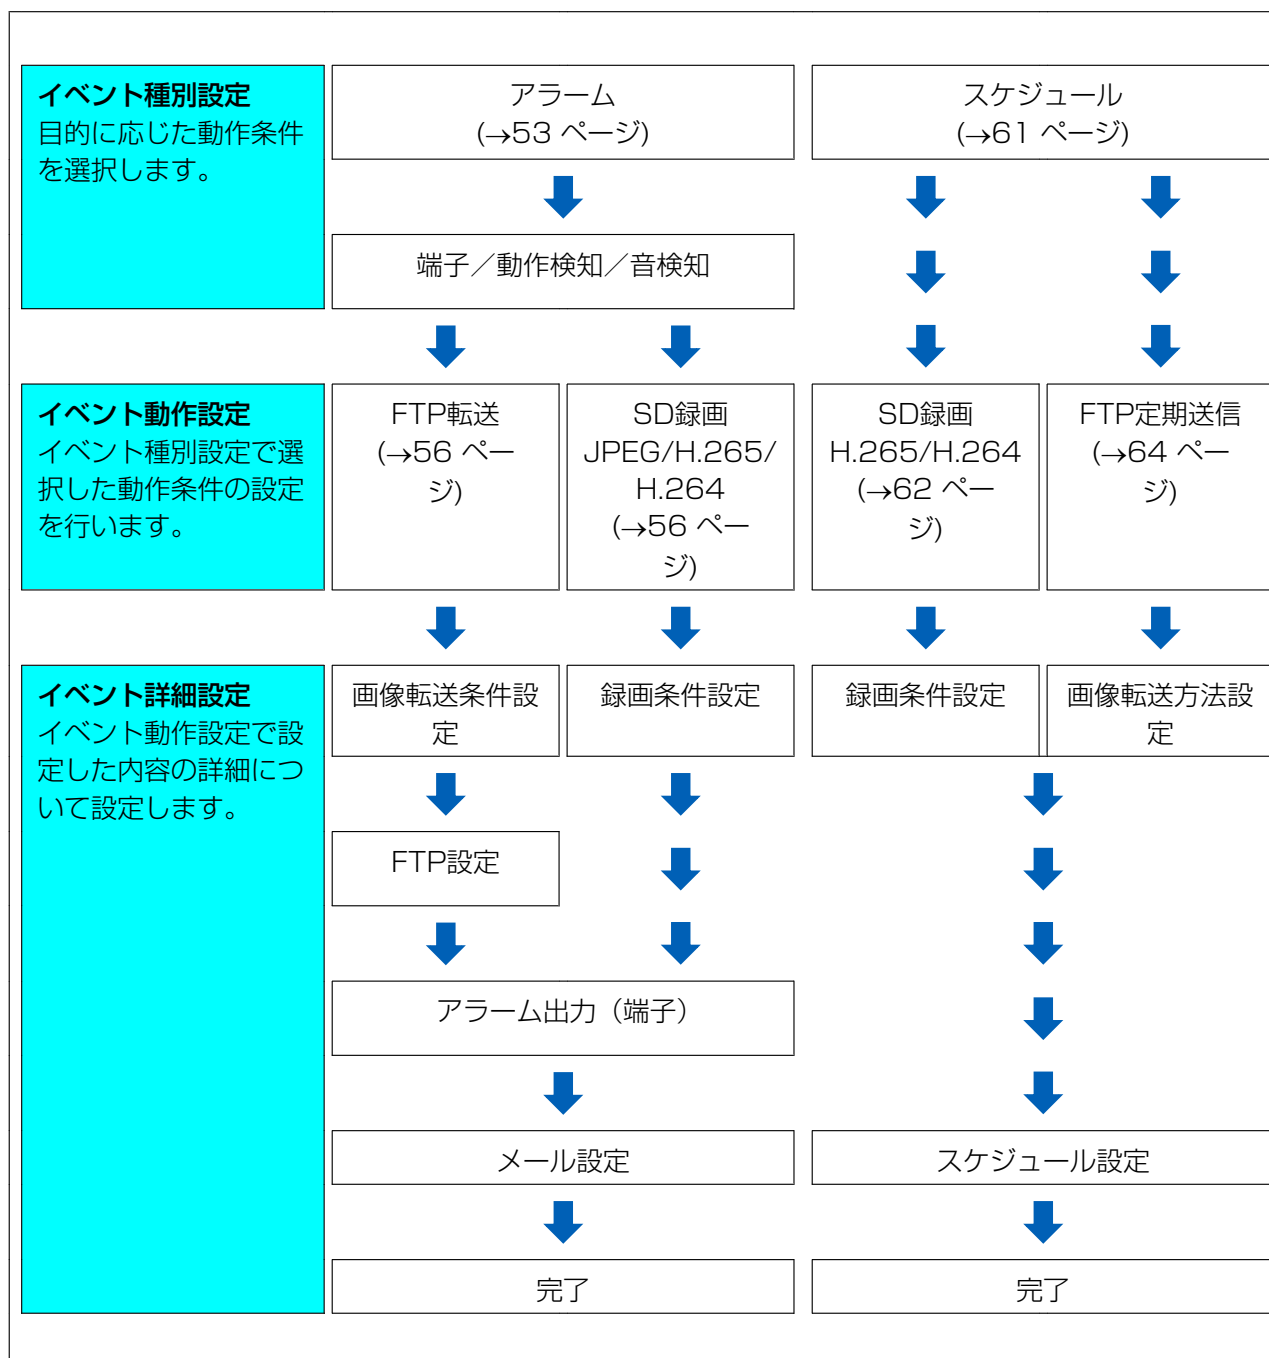 イベント種別設定
目的に応じた動作条件
を選択します。
アラーム
(→53 ページ)
スケジュール
(→61 ページ)
端子／動作検知／音検知
イベント動作設定
イベント種別設定で選
択した動作条件の設定
を行います。
FTP転送
(→56 ペー
ジ)
SD録画
JPEG/H.265/
H.264
(→56 ペー
ジ)
SD録画
H.265/H.264
(→62 ペー
ジ)
FTP定期送信
(→64 ペー
ジ)
イベント詳細設定
イベント動作設定で設
定した内容の詳細につ
いて設定します。
画像転送条件設
定
録画条件設定
録画条件設定
画像転送方法設
定
FTP設定
アラーム出力（端子）
メール設定
スケジュール設定
完了
完了